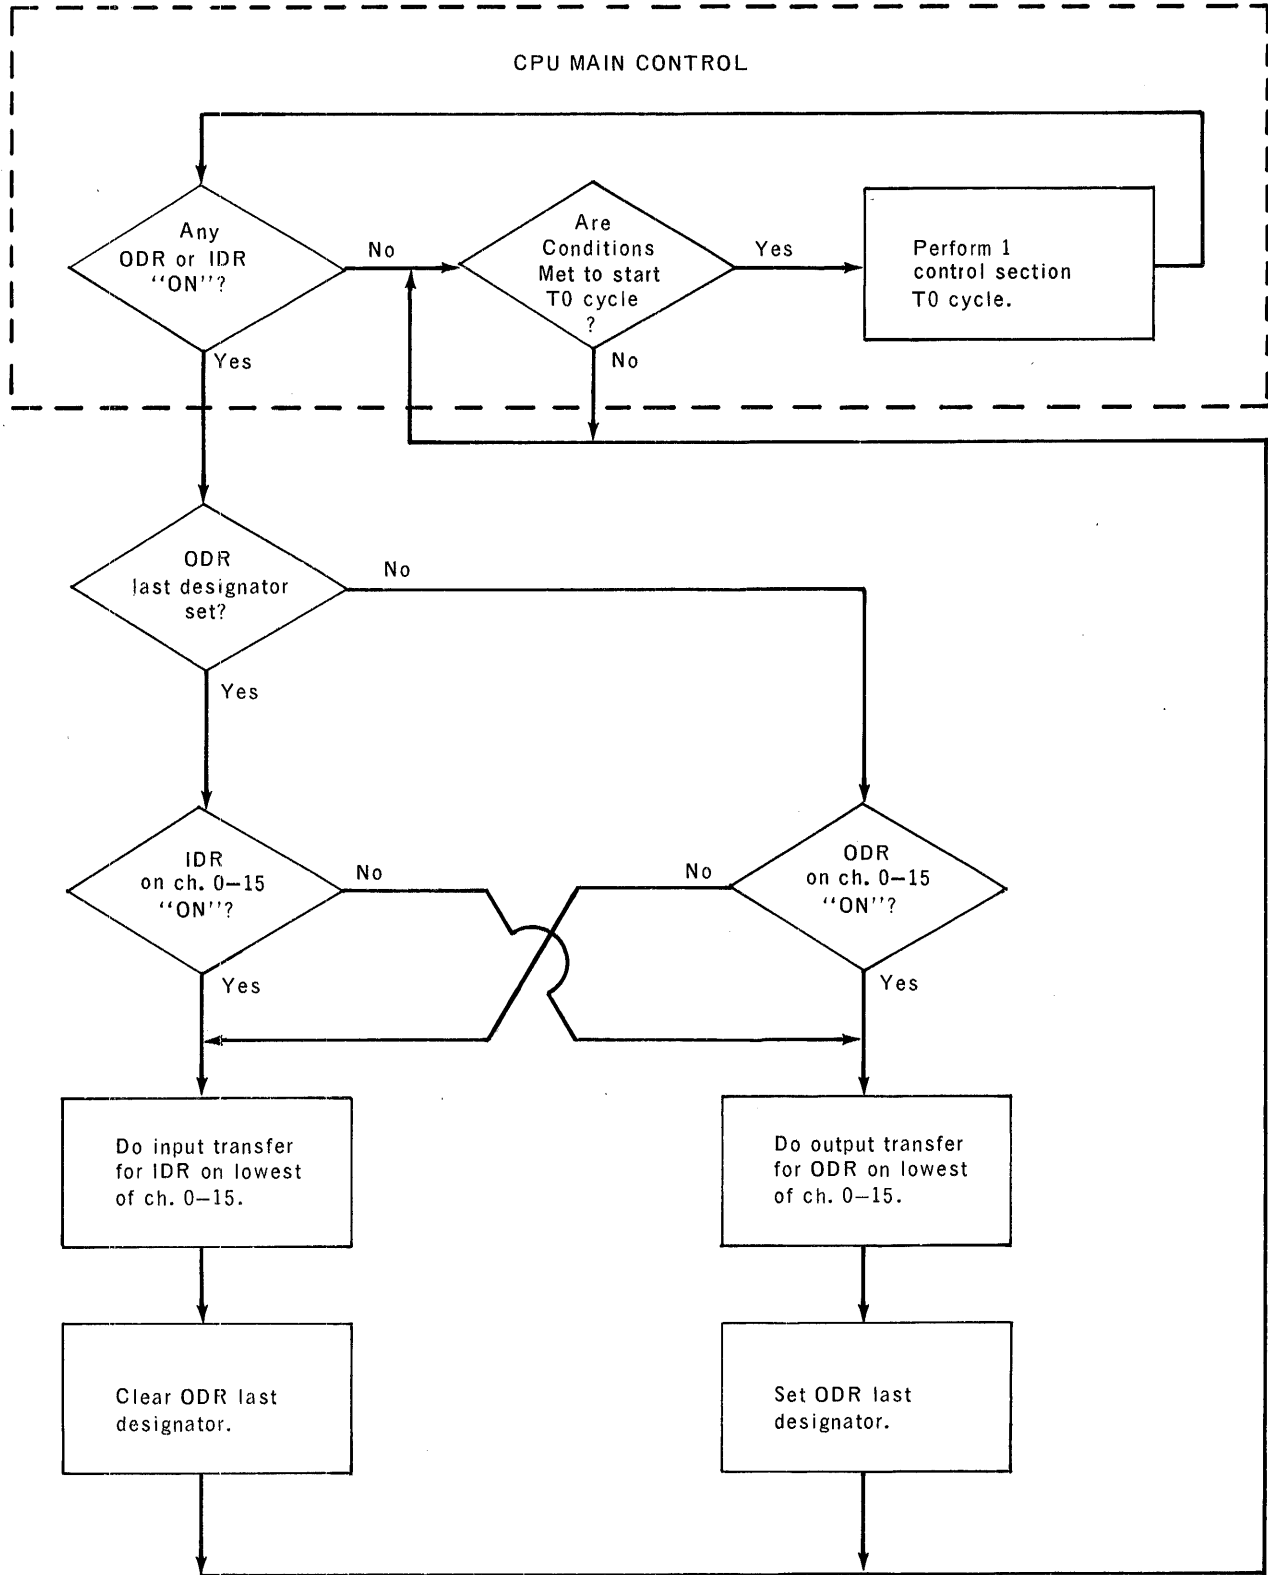 CPU MAIN CONTROL
Any
ODR or IDR
“ON”?
No
Yes
Are
Conditions
Met to start
T0 cycle
?
Yes
No
Perform 1
control section
T0 cycle.
ODR
last designator
set?
No
Yes
IDR
on ch. 0–15
“ON”?
No
Yes
No
ODR
on ch. 0–15
“ON”?
Yes
Do input transfer
for IDR on lowest
of ch. 0–15.
Do output transfer
for ODR on lowest
of ch. 0–15.
Clear ODR last
designator.
Set ODR last
designator.